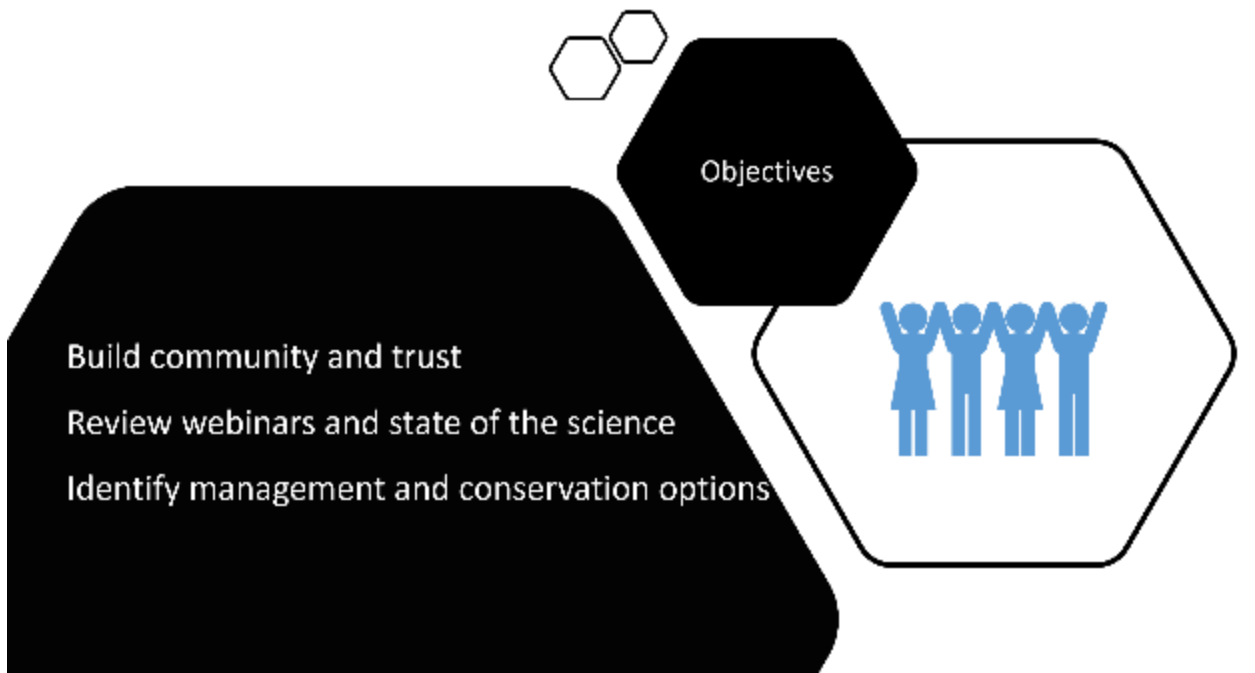 Objectives
Build community and trust
Review webinars and state of the science
Identify management and conservation options